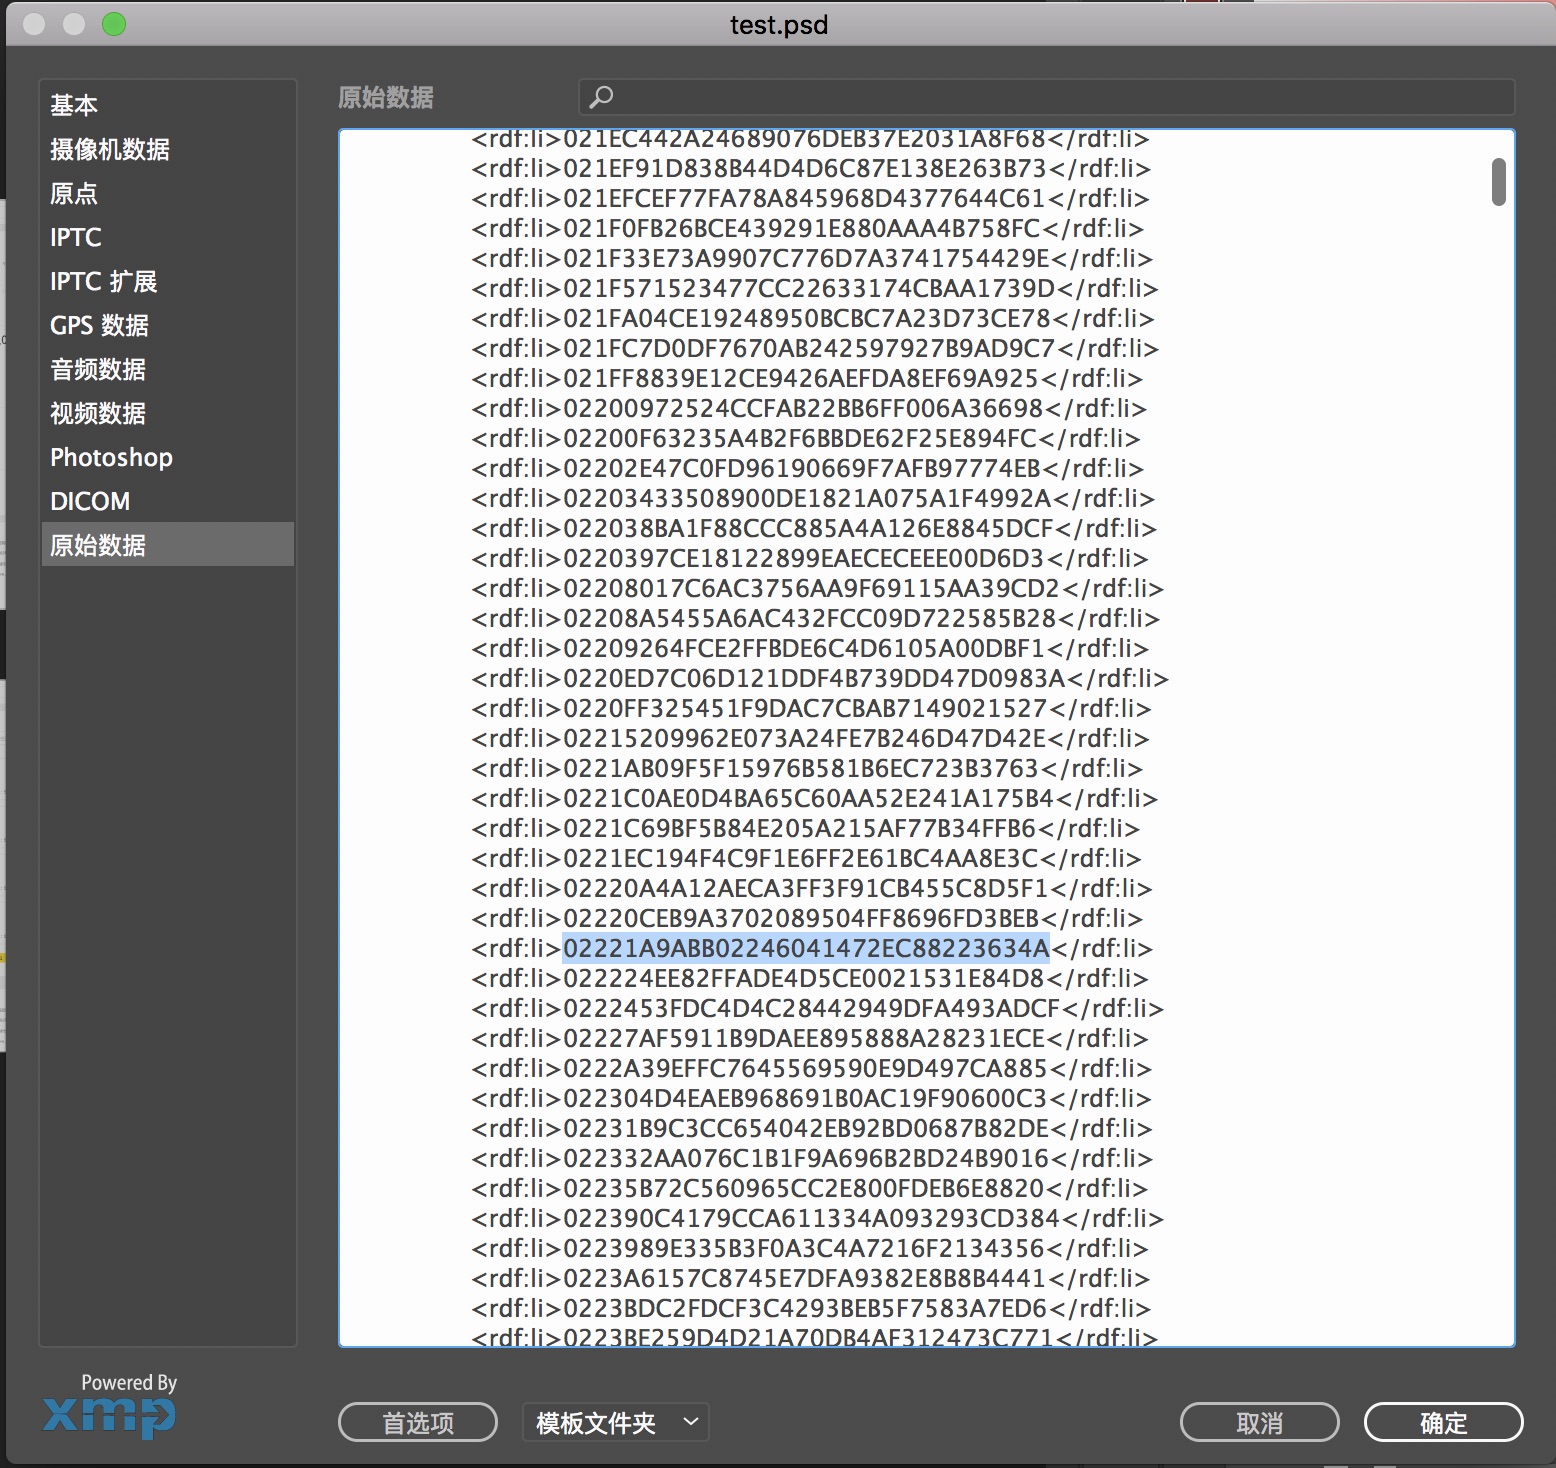 test.psd
基本
摄像机数据
原点
IPTC
IPTC 扩展
GPS 数据
音频数据
视频数据
Photoshop
DICOM
原始数据
原始数据
<rdf:li>021EC442A24689076DEB37E2031A8F68</rdf:li>
<rdf:li>021EF91D838B44D4D6C87E138E263B73</rdf:li>
<rdf:li>021EFCEF77FA78A845968D4377644C61</rdf:li>
<rdf:li>021F0FB26BCE439291E880AAA4B758FC</rdf:li>
<rdf:li>021F33E73A9907C776D7A3741754429E</rdf:li>
<rdf:li>021F571523477CC22633174CBAA1739D</rdf:li>
<rdf:li>021FA04CE19248950BCBC7A23D73CE78</rdf:li>
<rdf:li>021FC7D0DF7670AB242597927B9AD9C7</rdf:li>
<rdf:li>021FF8839E12CE9426AEFDA8EF69A925</rdf:li>
<rdf:li>02200972524CCFAB22BB6FF006A36698</rdf:li>
<rdf:li>02200F63235A4B2F6BBDE62F25E894FC</rdf:li>
<rdf:li>02202E47C0FD96190669F7AFB97774EB</rdf:li>
<rdf:li>02203433508900DE1821A075A1F4992A</rdf:li>
<rdf:li>022038BA1F88CCC885A4A126E8845DCF</rdf:li>
<rdf:li>0220397CE18122899EAECECEEE00D6D3</rdf:li>
<rdf:li>02208017C6AC3756AA9F69115AA39CD2</rdf:li>
<rdf:li>02208A5455A6AC432FCC09D722585B28</rdf:li>
<rdf:li>02209264FCE2FFBDE6C4D6105A00DBF1</rdf:li>
<rdf:li>0220ED7C06D121DDF4B739DD47D0983A</rdf:li>
<rdf:li>0220FF325451F9DAC7CBAB7149021527</rdf:li>
<rdf:li>02215209962E073A24FE7B246D47D42E</rdf:li>
<rdf:li>0221AB09F5F15976B581B6EC723B3763</rdf:li>
<rdf:li>0221C0AE0D4BA65C60AA52E241A175B4</rdf:li>
<rdf:li>0221C69BF5B84E205A215AF77B34FFB6</rdf:li>
<rdf:li>0221EC194F4C9F1E6FF2E61BC4AA8E3C</rdf:li>
<rdf:li>02220A4A12AECA3FF3F91CB455C8D5F1</rdf:li>
<rdf:li>02220CEB9A3702089504FF8696FD3BEB</rdf:li>
<rdf:li>02221A9ABB02246041472EC88223634A</rdf:li>
<rdf:li>022224EE82FFADE4D5CE0021531E84D8</rdf:li>
<rdf:li>0222453FDC4D4C28442949DFA493ADCF</rdf:li>
<rdf:li>02227AF5911B9DAEE895888A28231ECE</rdf:li>
<rdf:li>0222A39EFFC7645569590E9D497CA885</rdf:li>
<rdf:li>022304D4EAEB968691B0AC19F90600C3</rdf:li>
<rdf:li>02231B9C3CC654042EB92BD0687B82DE</rdf:li>
<rdf:li>022332AA076C1B1F9A696B2BD24B9016</rdf:li>
<rdf:li>02235B72C560965CC2E800FDEB6E8820</rdf:li>
<rdf:li>022390C4179CCA611334A093293CD384</rdf:li>
<rdf:li>0223989E335B3F0A3C4A7216F2134356</rdf:li>
<rdf:li>0223A6157C8745E7DFA9382E8B8B4441</rdf:li>
<rdf:li>0223BDC2FDCF3C4293BEB5F7583A7ED6</rdf:li>
<rdf:li>0223BE259D4D21A70DB4AF312473C771</rdf:li>
Powered By
xmp
首选项
模板文件夹
取消
确定